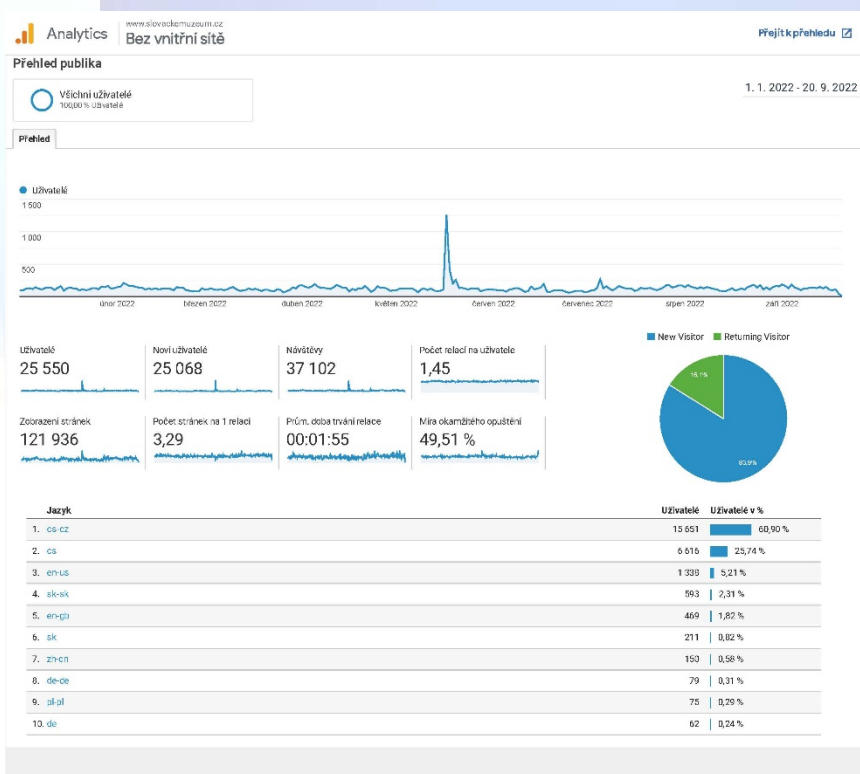 www.slovackemuzeum.cz
Analytics
Bez vnitřní sítě
Přejít k přehledu
Přehled publika
Všichni uživatelé
100,00 % Uživatelé
1. 1. 2022 - 20. 9. 2022
Přehled
Uživatelé
1 500
1 000
500
únor 2022 březen 2022 duben 2022 květen 2022 červen 2022 červenec 2022 srpen 2022 září 2022
New Visitor Returning Visitor
Uživatelé Noví uživatelé Návštěvy Počet relací na uživatele
25 550 25 068 37 102 1,45
16,1%
Zobrazení stránek Počet stránek na 1 relaci Prům. doba trvání relace Míra okamžitého opuštění
121 936 3,29 00:01:55 49,51 %
83,9%
Jazyk Uživatelé Uživatelé v %
1. cs-cz 15 651 60,90 %
2. cs 6 616 25,74 %
3. en-us 1 338 5,21 %
4. sk-sk 593 2,31 %
5. en-gb 469 1,82 %
6. sk 211 0,82 %
7. zh-cn 150 0,58 %
8. de-de 79 0,31 %
9. pl-pl 75 0,29 %
10. de 62 0,24 %